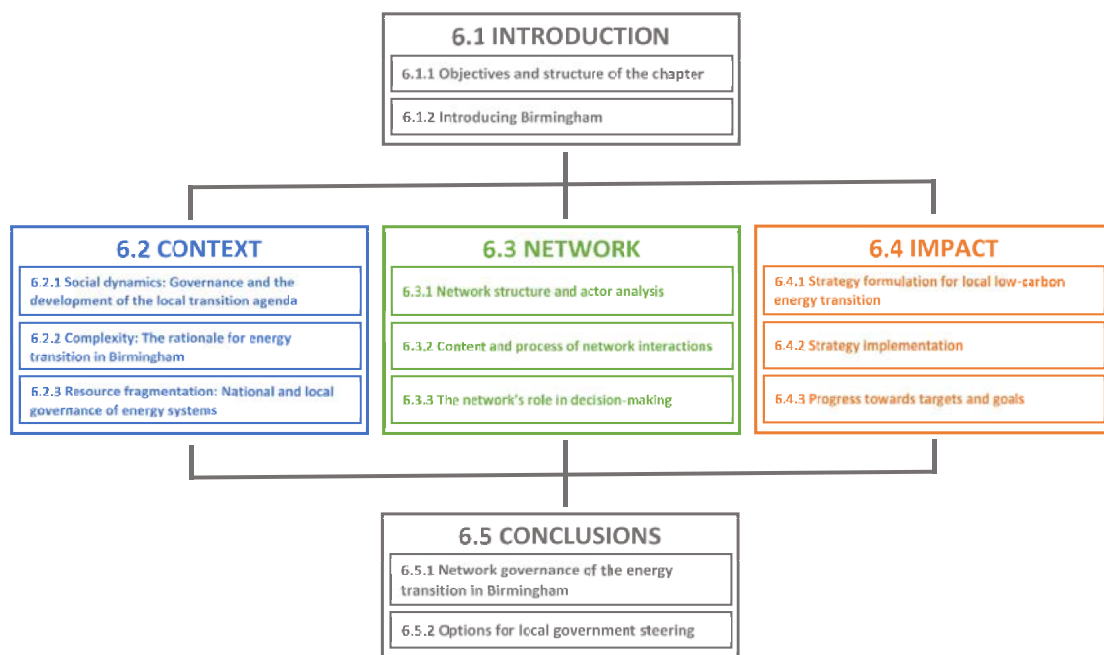 6.1 INTRODUCTION
6.1.1 Objectives and structure of the chapter
6.1.2 Introducing Birmingham
6.2 CONTEXT
6.2.1 Social dynamics: Governance and the
development of the local transition agenda
6.2.2 Complexity: The rationale for energy
transition in Birmingham
6.2.3 Resource fragmentation: National and local
governance of energy systems
6.3 NETWORK
6.3.1 Network structure and actor analysis
6.3.2 Content and process of network interactions
6.3.3 The network's role in decision-making
6.4 IMPACT
6.4.1 Strategy formulation for local low-carbon
energy transition
6.4.2 Strategy implementation
6.4.3 Progress towards targets and goals
6.5 CONCLUSIONS
6.5.1 Network governance of the energy
transition in Birmingham
6.5.2 Options for local government steering